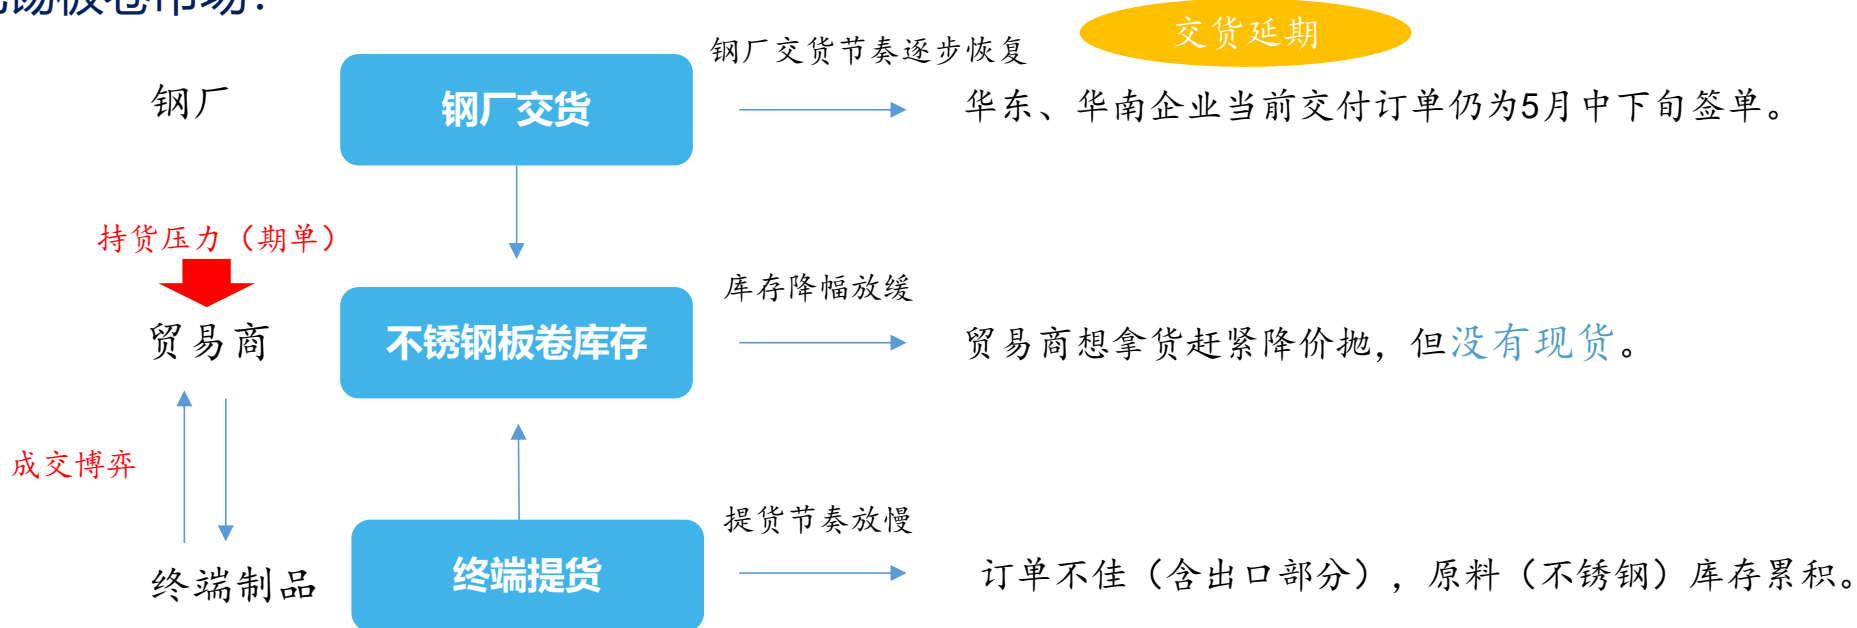 锡板卷市场：
交货延期
钢厂交货节奏逐步恢复
钢厂
钢厂交货
华东、华南企业当前交付订单仍为5月中下旬签单。
持货压力（期单）
库存降幅放缓
贸易商
不锈钢板卷库存
贸易商想拿货赶紧降价抛，但没有现货。
成交博弈
提货节奏放慢
终端制品
终端提货
订单不佳（含出口部分），原料（不锈钢）库存累积。